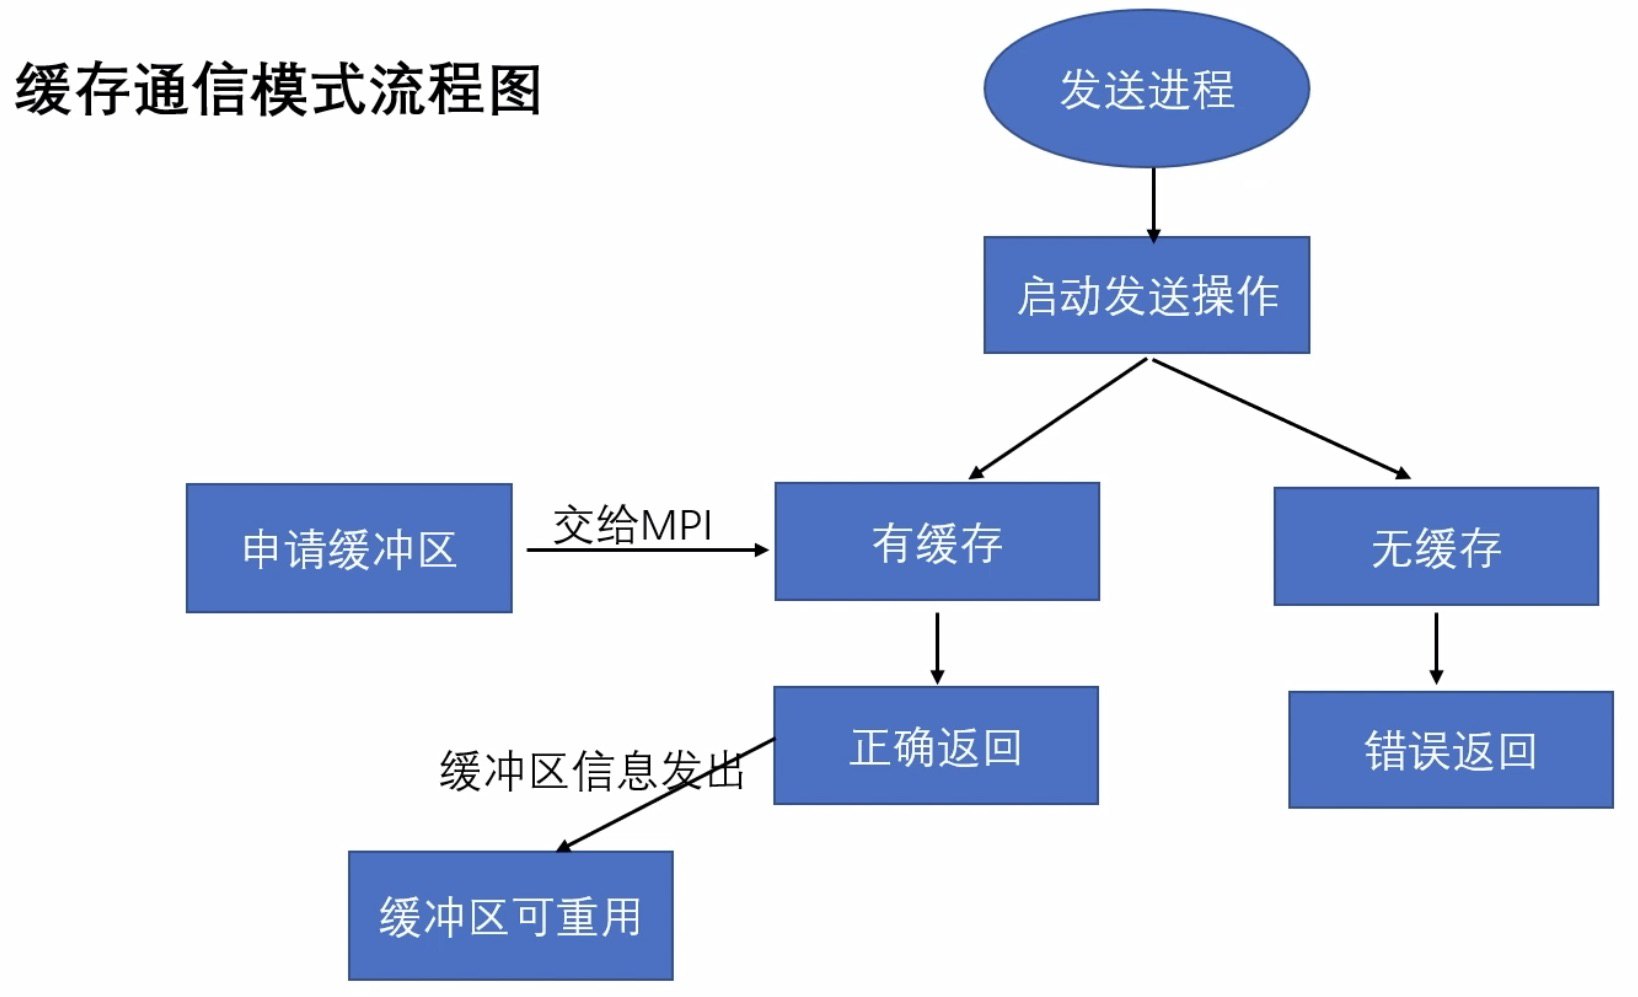 缓存通信模式流程图
发送进程
启动发送操作
申请缓冲区
交给MPI
有缓存
无缓存
正确返回
错误返回
缓冲区信息发出
缓冲区可重用